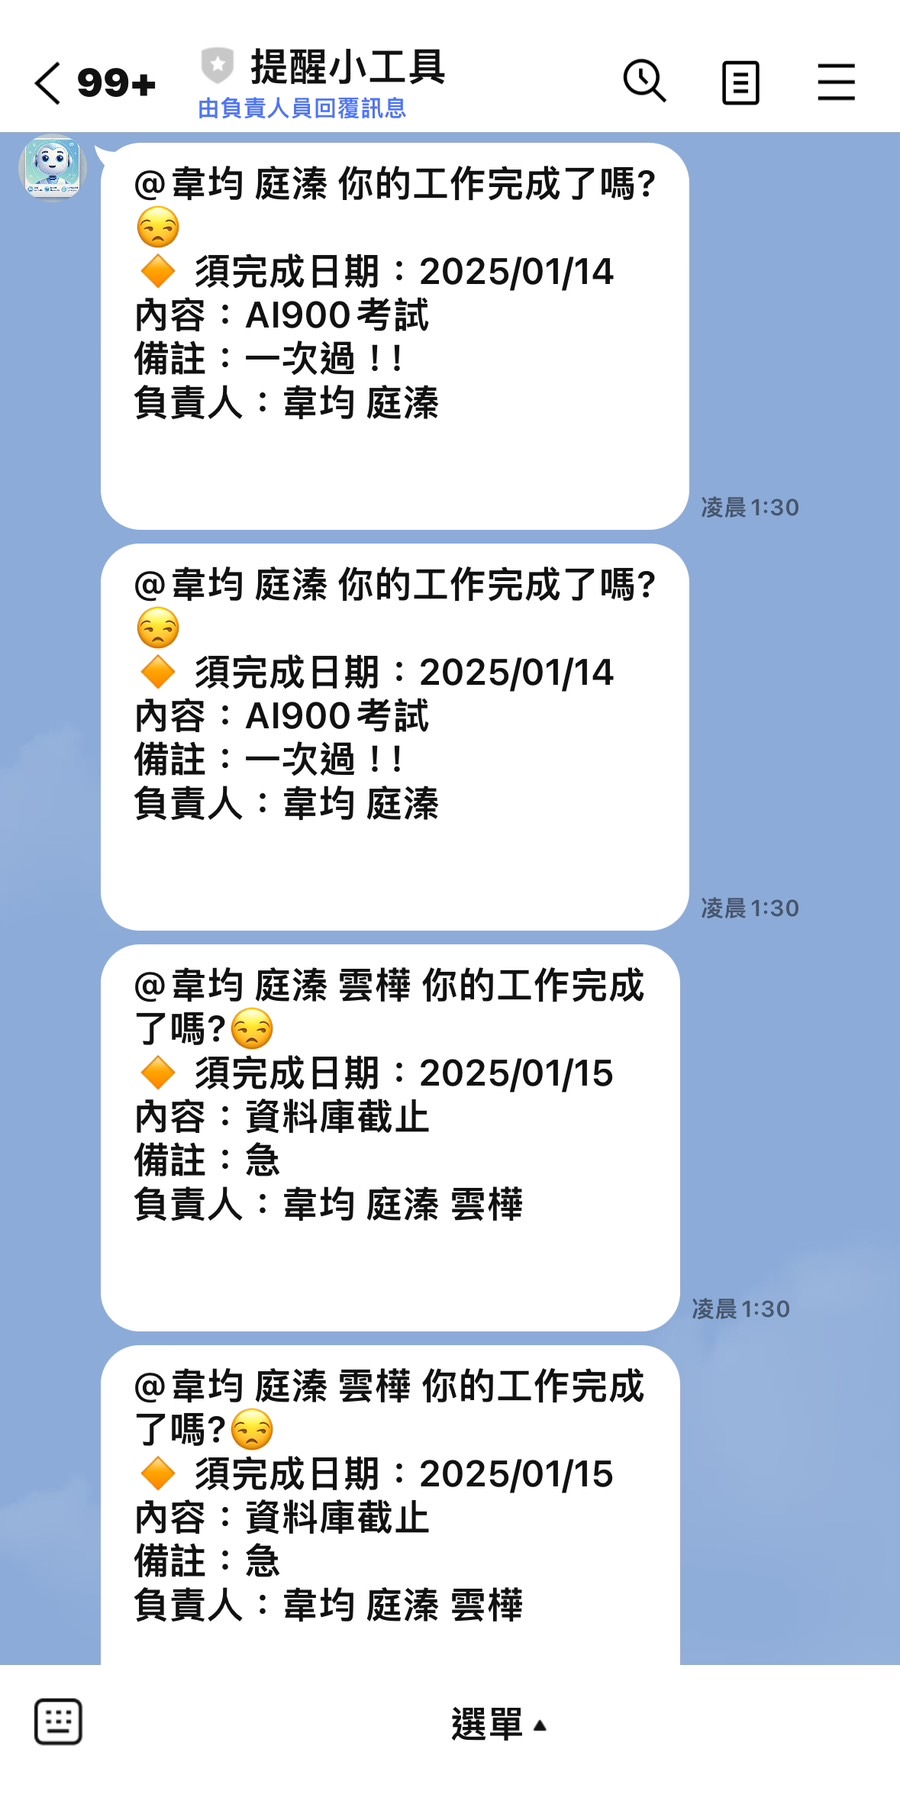 99+
提醒小工具
由負責人員回覆訊息
@韋均 庭溱 你的工作完成了嗎?
😒
🔶 須完成日期：2025/01/14
內容：AI900考試
備註：一次過！!
負責人：韋均 庭溱
凌晨1:30
@韋均 庭溱 你的工作完成了嗎?
😒
🔶 須完成日期：2025/01/14
內容：AI900考試
備註：一次過！!
負責人：韋均 庭溱
凌晨1:30
@韋均 庭溱 雲樺 你的工作完成
了嗎?😒
🔶 須完成日期：2025/01/15
內容：資料庫截止
備註：急
負責人：韋均 庭溱 雲樺
凌晨1:30
@韋均 庭溱 雲樺 你的工作完成
了嗎?😒
🔶 須完成日期：2025/01/15
內容：資料庫截止
備註：急
負責人：韋均 庭溱 雲樺
選單▲